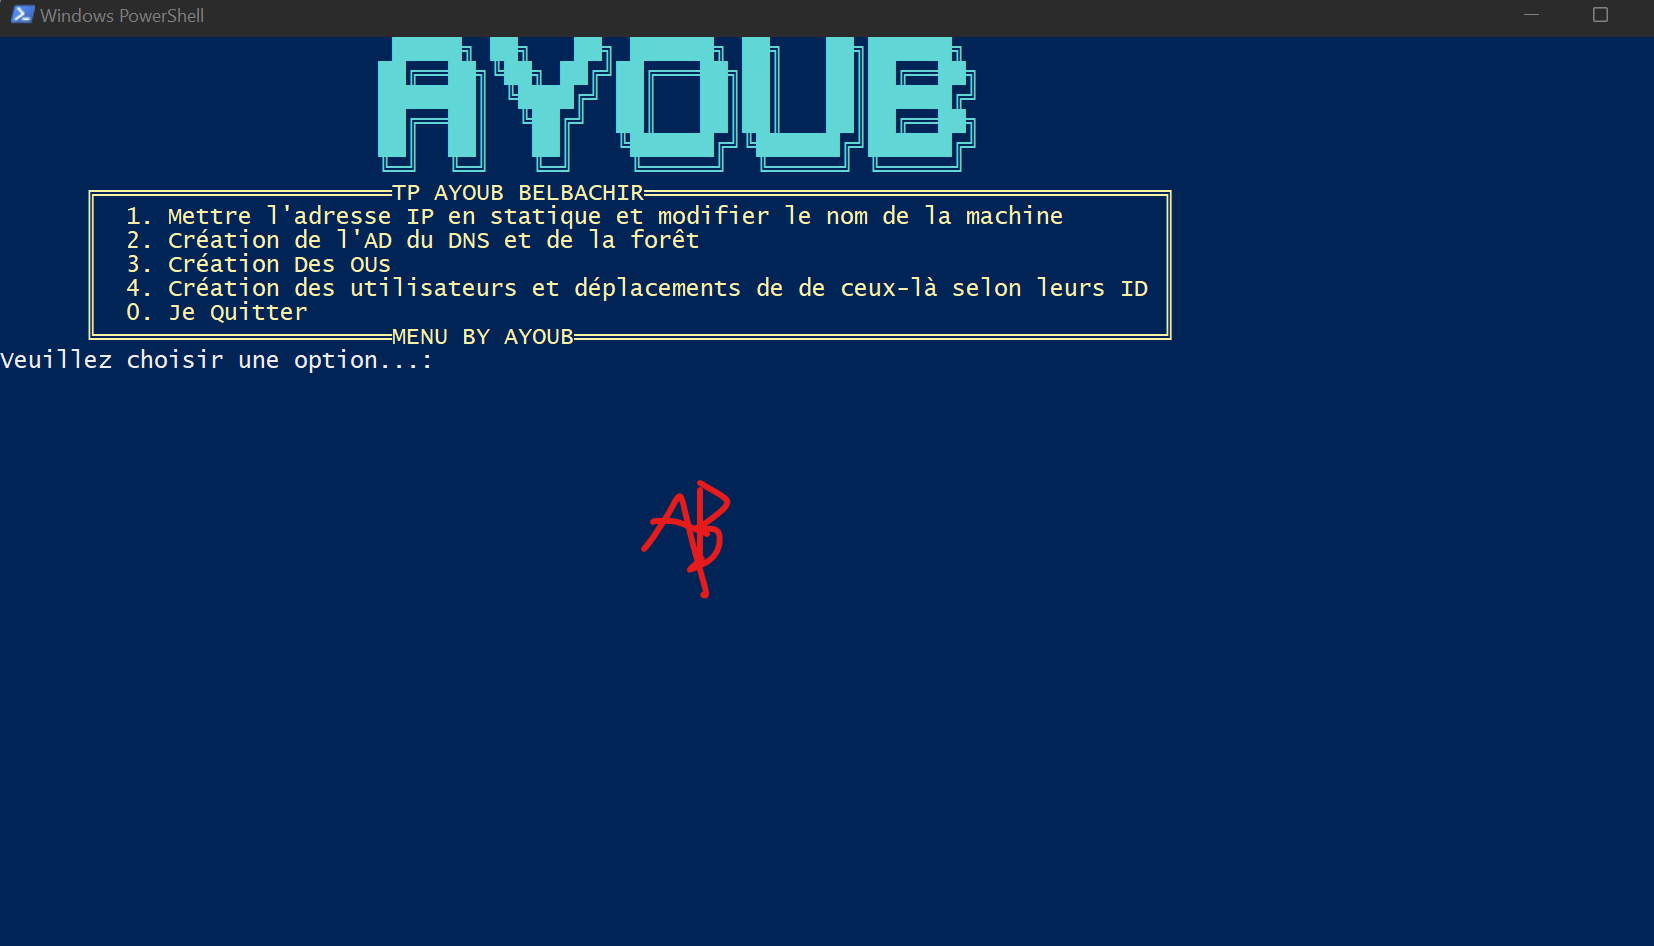 Windows PowerShell
AYOUB
TP AYOUB BELBACHIR
1. Mettre l'adresse IP en statique et modifier le nom de la machine
2. Création de l'AD du DNS et de la forêt
3. Création Des OUs
4. Création des utilisateurs et déplacements de de ceux-là selon leurs ID
0. Je Quitter
MENU BY AYOUB
Veuillez choisir une option...:
AB